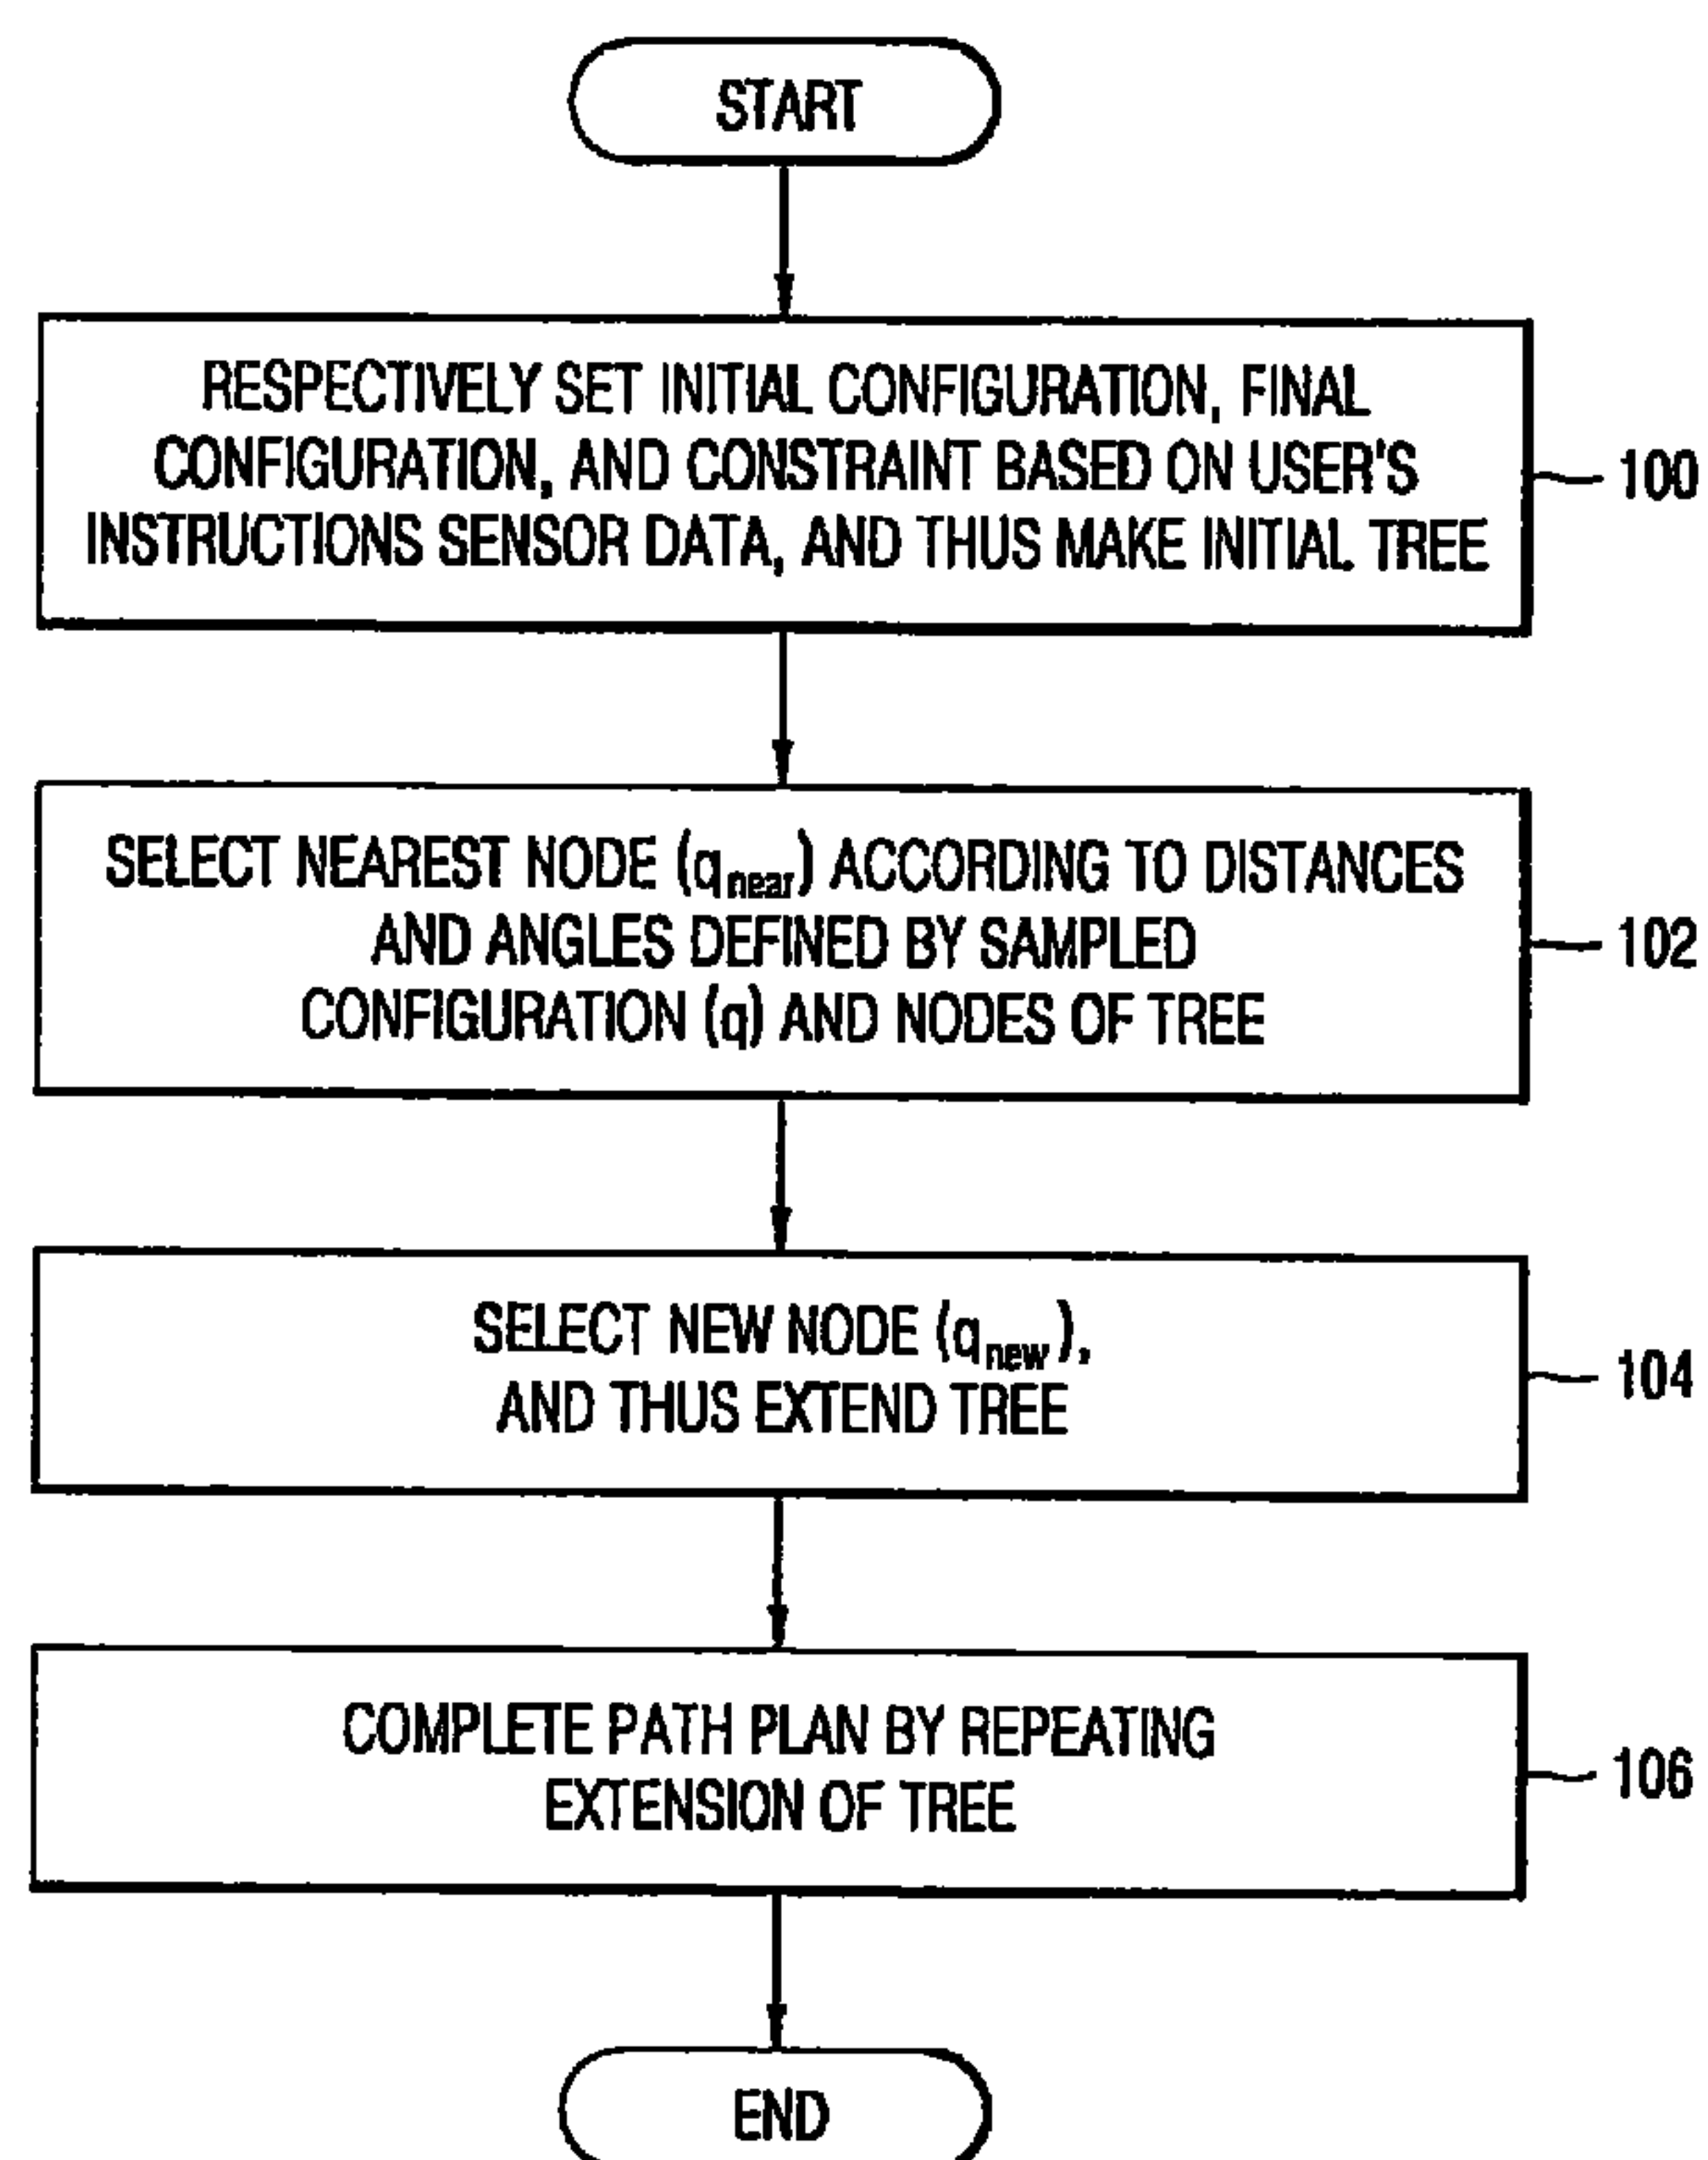 START
RESPECTIVELY SET INITIAL CONFIGURATION, FINAL
CONFIGURATION, AND CONSTRAINT BASED ON USER'S
INSTRUCTIONS SENSOR DATA, AND THUS MAKE INITIAL TREE
100
SELECT NEAREST NODE (qnear) ACCORDING TO DISTANCES
AND ANGLES DEFINED BY SAMPLED
CONFIGURATION (q) AND NODES OF TREE
102
SELECT NEW NODE (qnew),
AND THUS EXTEND TREE
104
COMPLETE PATH PLAN BY REPEATING
EXTENSION OF TREE
106
END